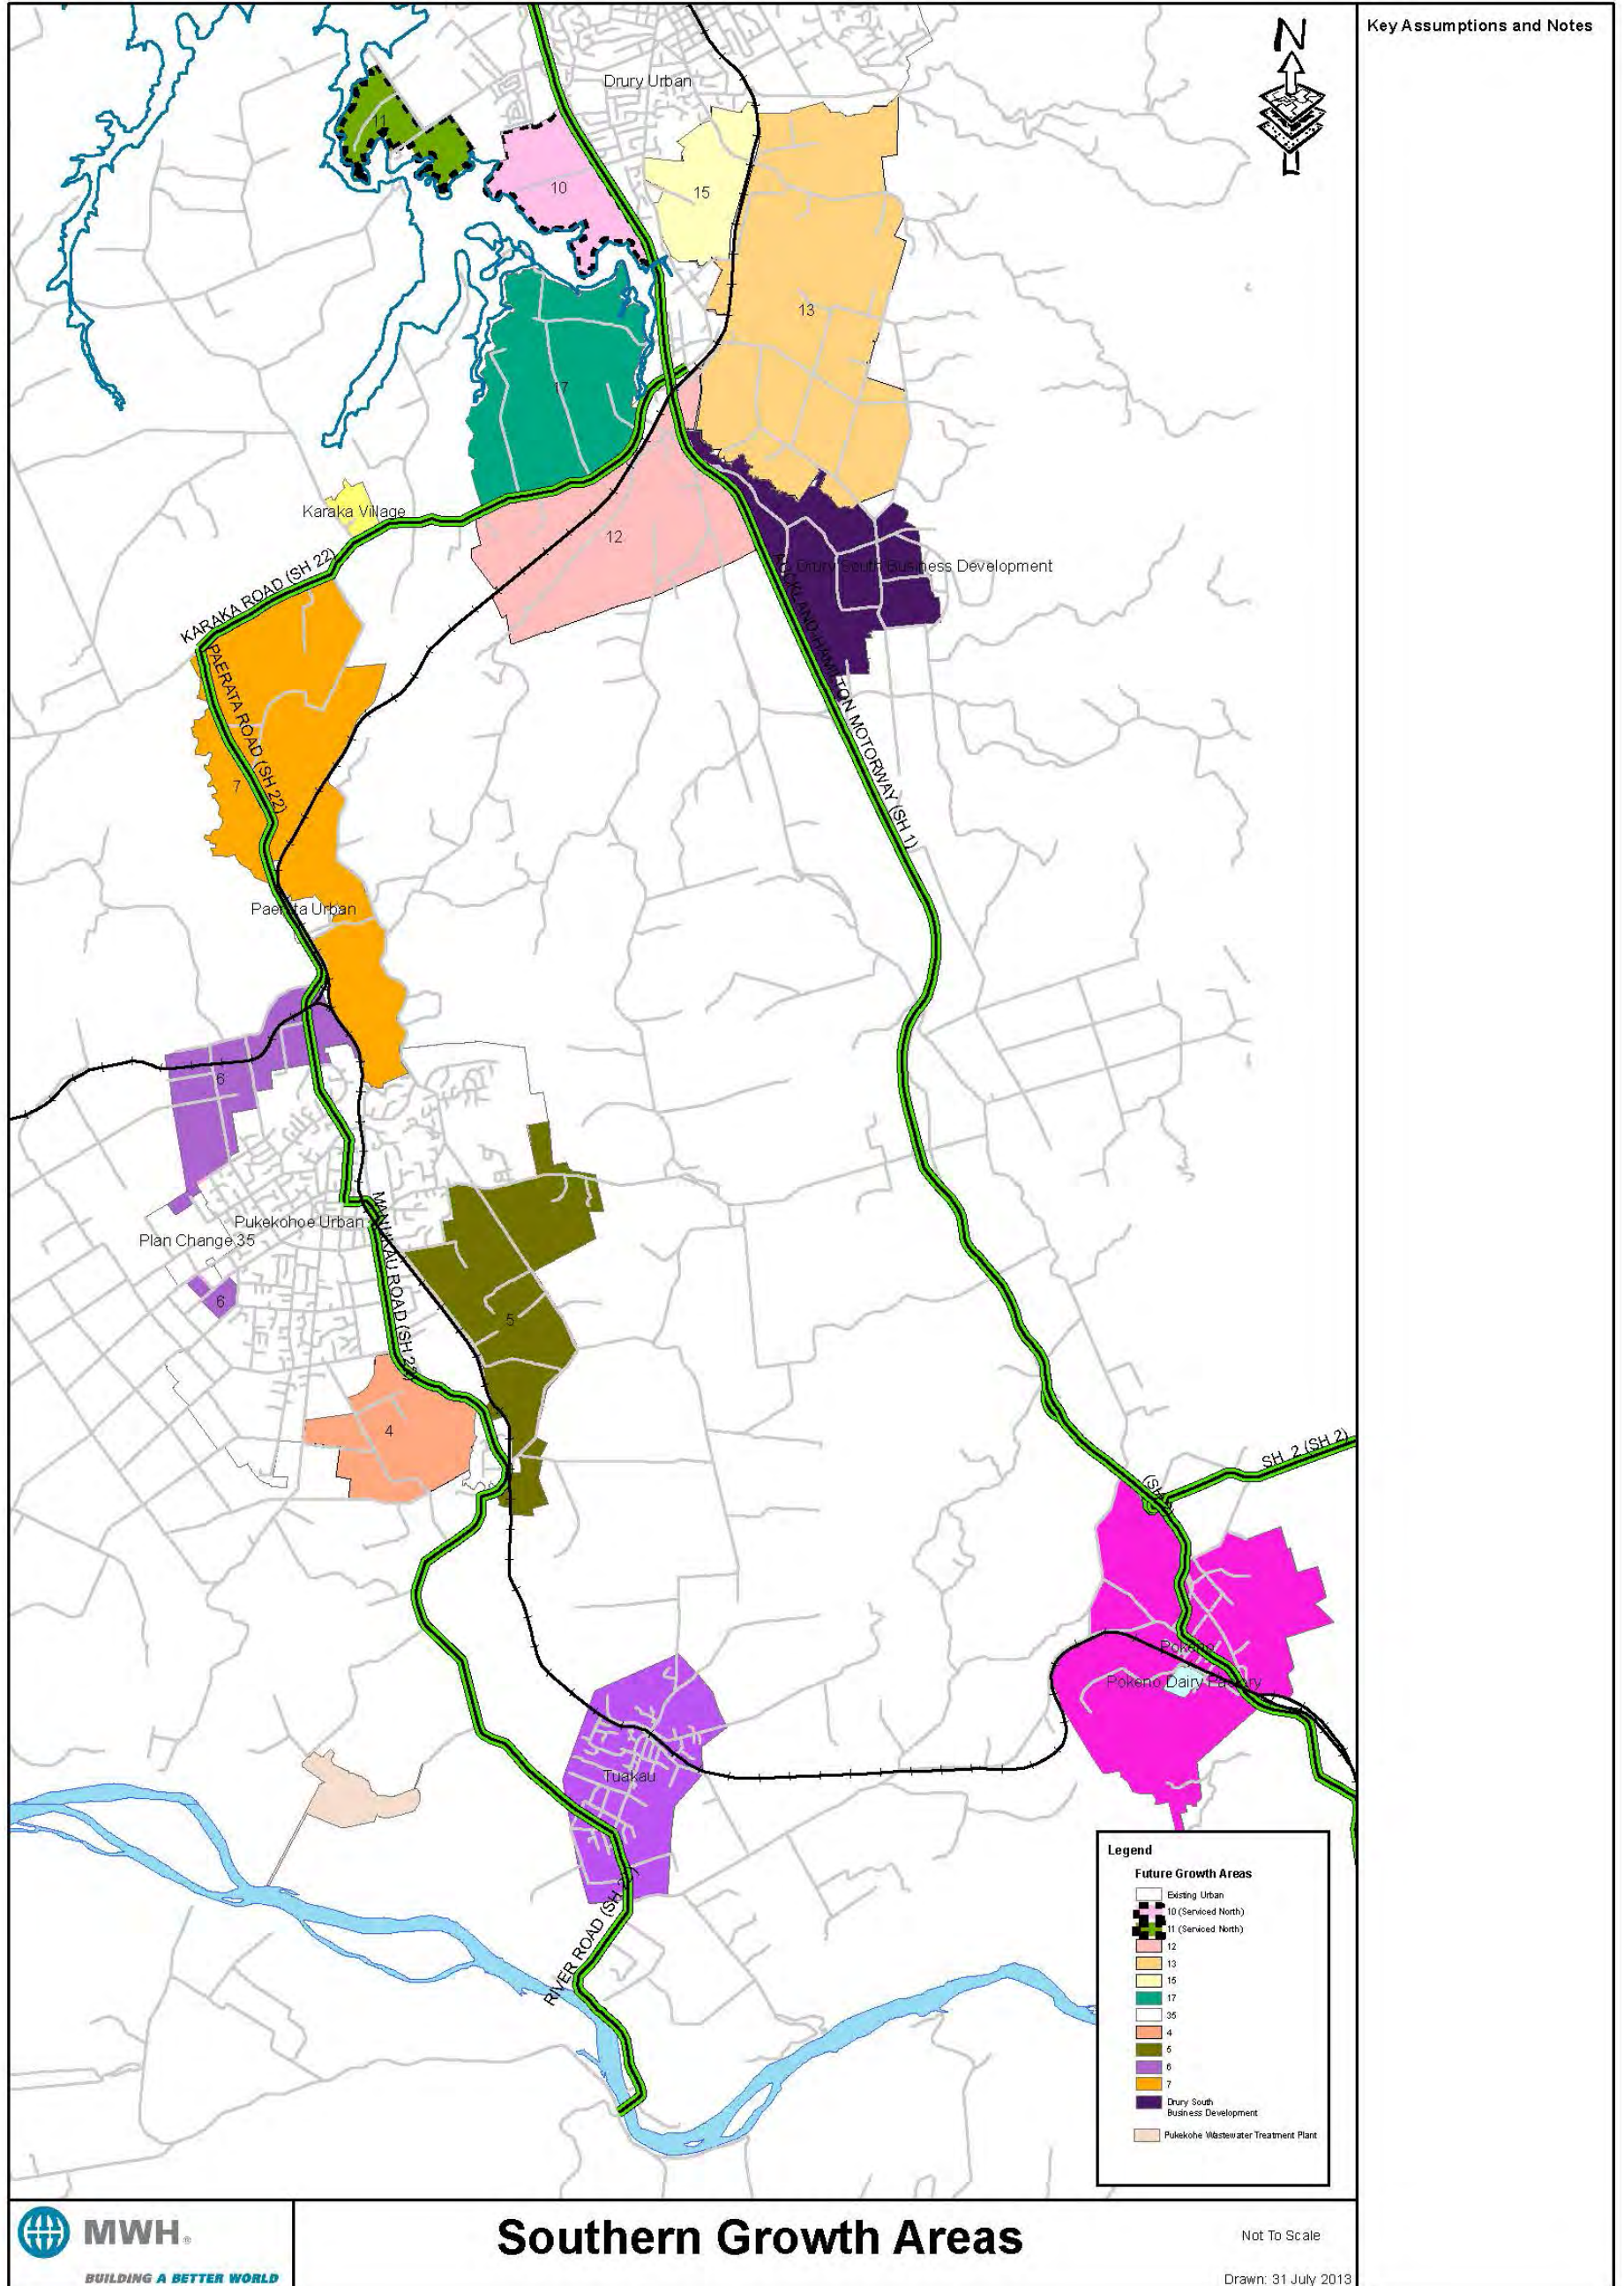 Key Assumptions and Notes
N
Drury Urban
11
10
15
13
17
Karaka Village
12
KARAKA ROAD (SH 22)
Drury South Business Development
PAERATA ROAD (SH 22)
AUCKLAND-HAMILTON MOTORWAY (SH 1)
7
Paerata Urban
6
Pukekohoe Urban
Plan Change 35
MANUKAU ROAD (SH 22)
6
5
4
SH 2 (SH 2)
Pokeno
Pokeno Dairy Factory
Tuakau
RIVER ROAD (SH 22)
Legend
Future Growth Areas
Existing Urban
10 (Serviced North)
11 (Serviced North)
12
13
15
17
35
4
5
6
7
Drury South
Business Development
Pukekohe Wastewater Treatment Plant
MWH®
BUILDING A BETTER WORLD
Southern Growth Areas
Not To Scale
Drawn: 31 July 2013